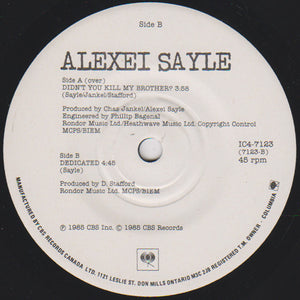 Side B
ALEXEI SAYLE
Side A (over)
DIDN'T YOU KILL MY BROTHER? 3:58
(Sayle/Jankel/Stafford)
Produced by Chas Jankel/Alexei Sayle
Engineered by Phillip Bagenal
Rondor Music Ltd./Heatwave Music Ltd. Copyright Control
MCPS/BIEM
Side B
DEDICATED 4:45
(Sayle)
Produced by D. Stafford
Rondor Music Ltd. MCPS/BIEM
IC4-7123
(7123-B)
45 rpm
℗ 1985 CBS Inc. © 1985 CBS Records
MANUFACTURED BY CBS RECORDS CANADA LTD. 1121 LESLIE ST. DON MILLS ONTARIO M3C 2J9 REGISTERED T.M. OWNER - COLUMBIA